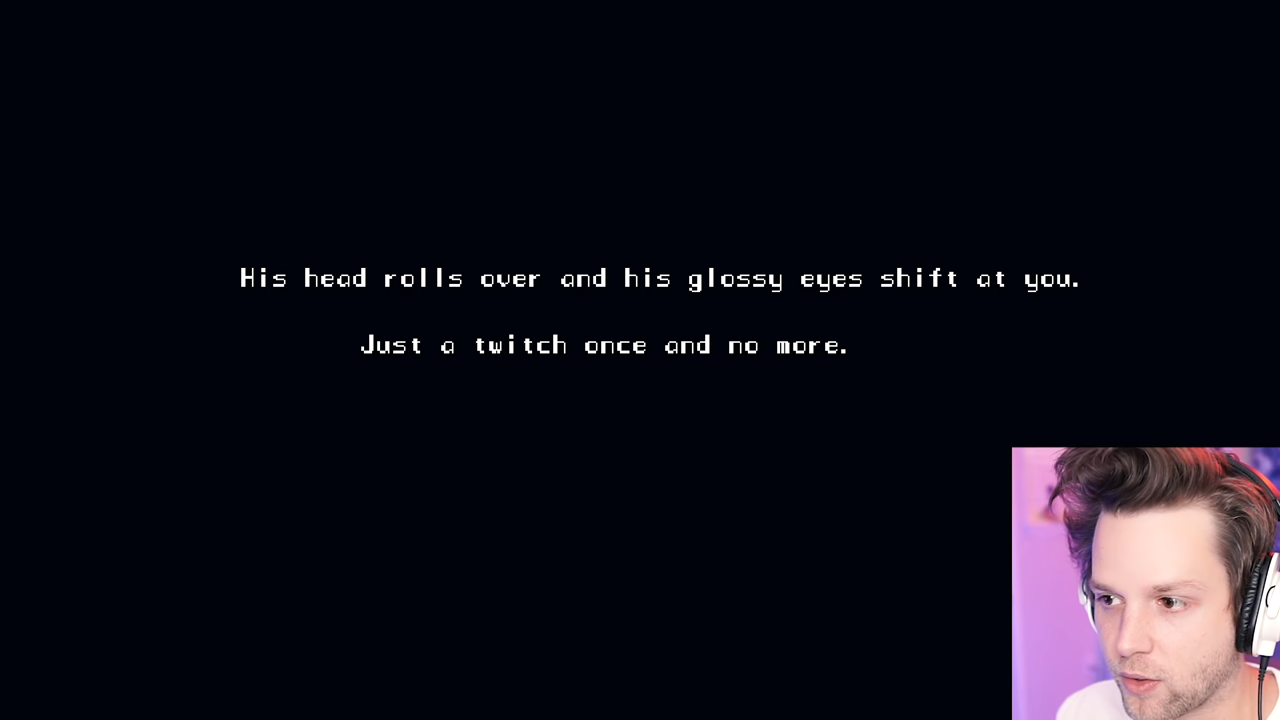 His head rolls over and his glossy eyes shift at you.
Just a twitch once and no more.